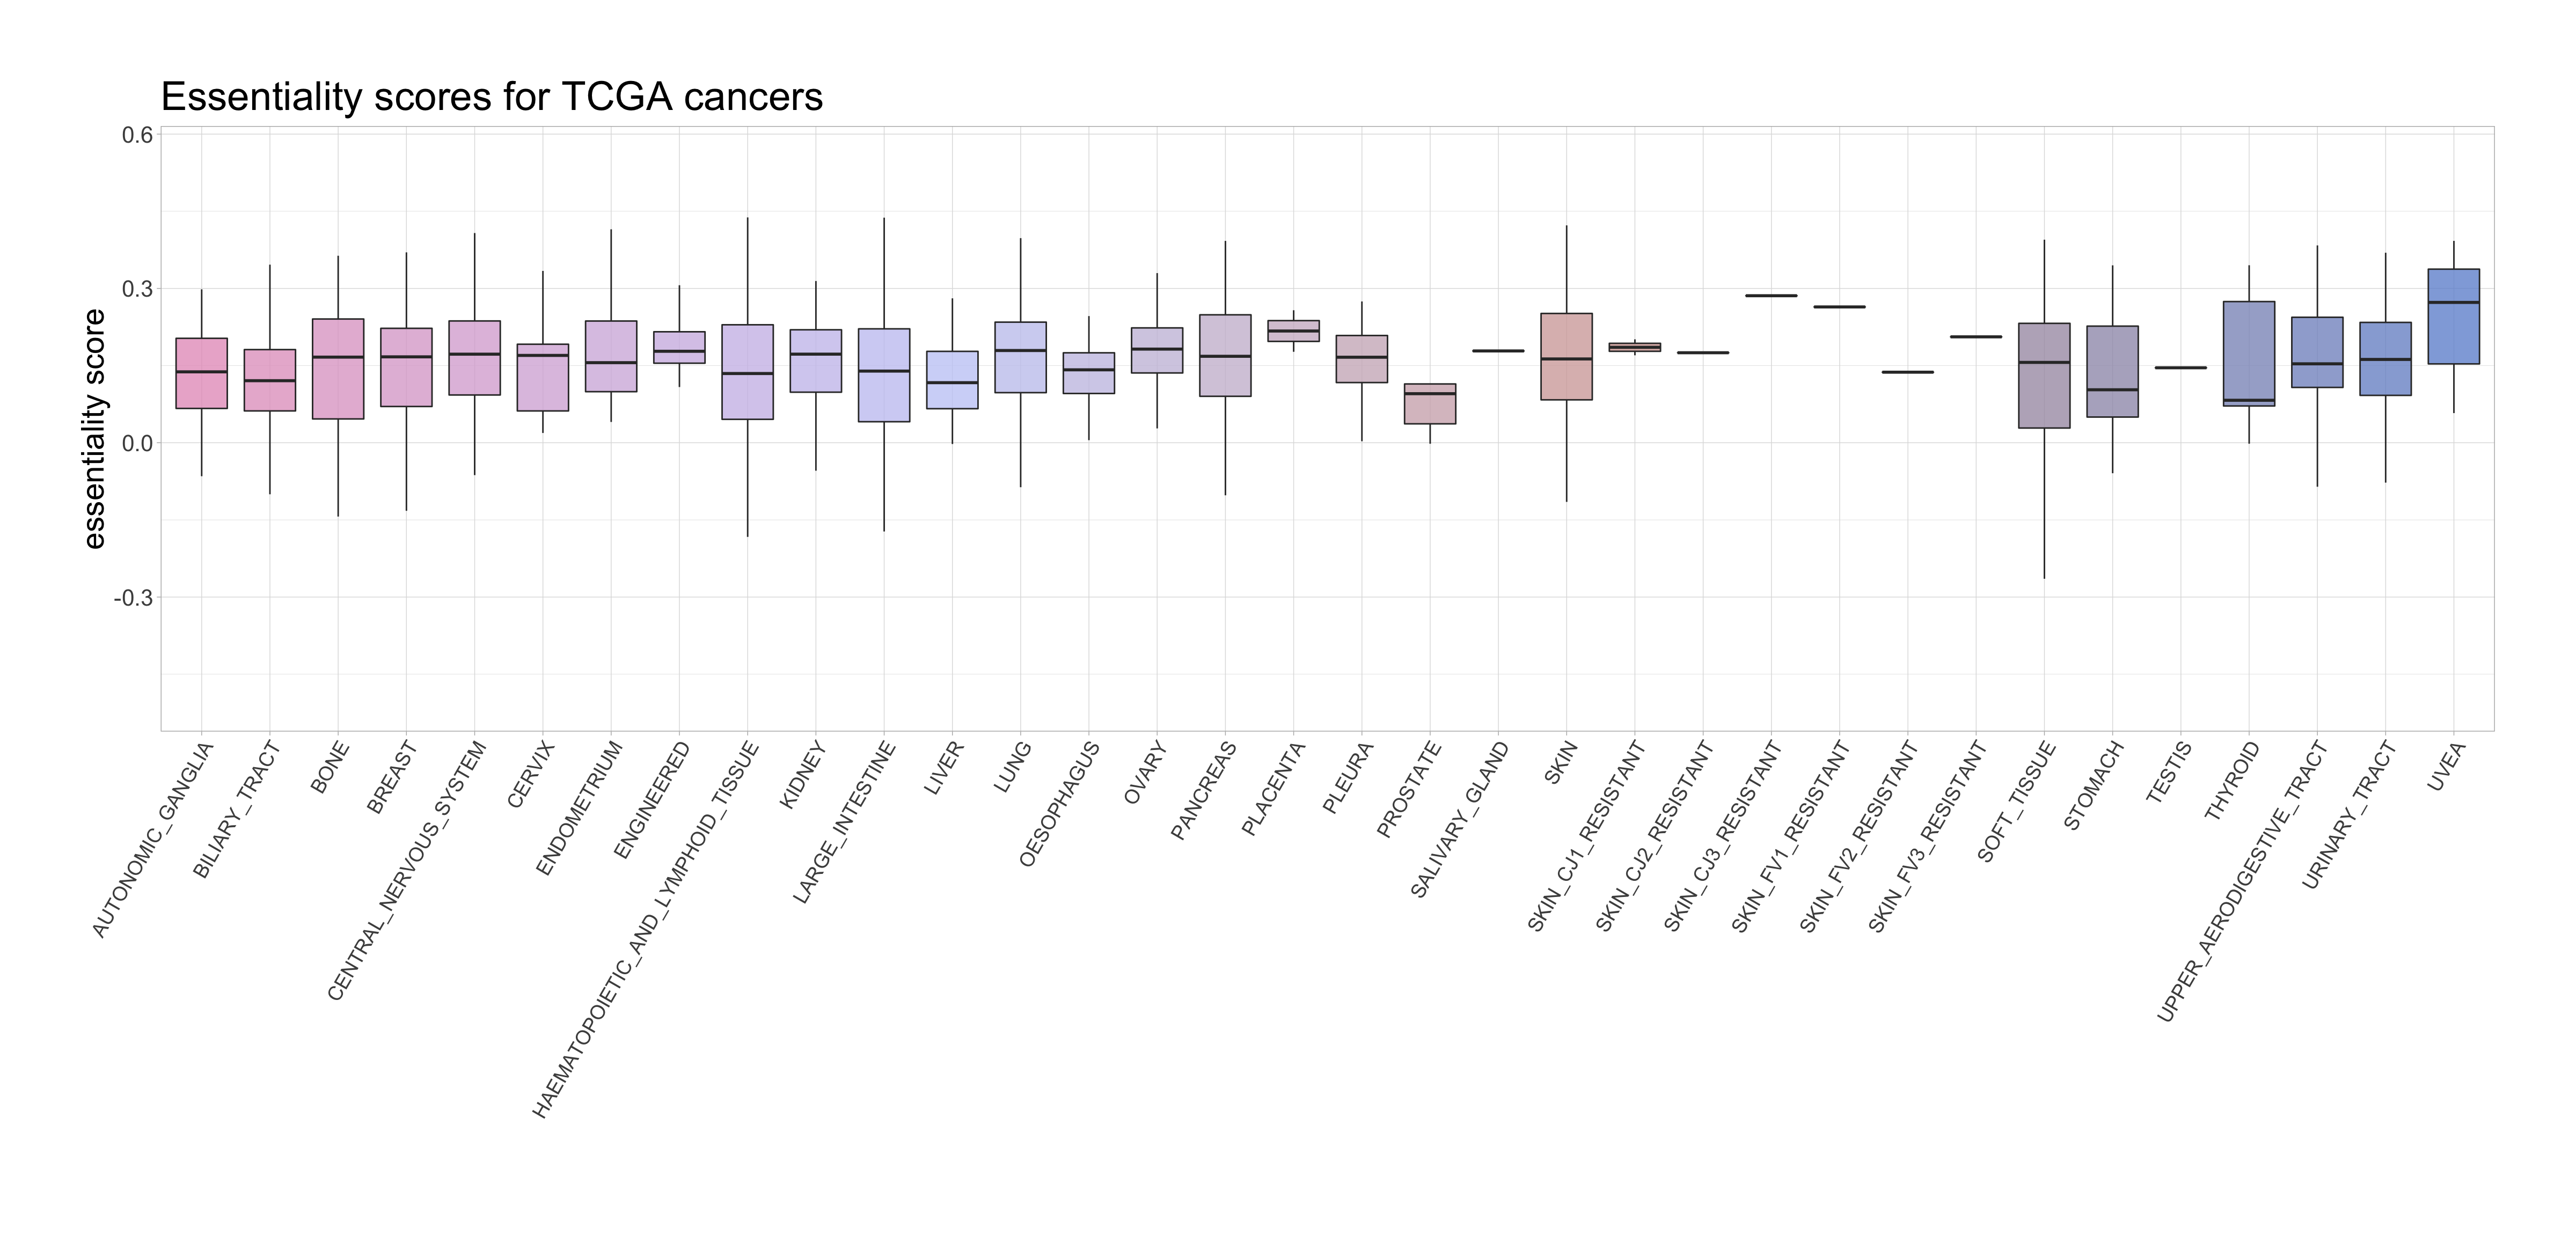 Essentiality scores for TCGA cancers
essentiality score
0.6
0.3
0.0
-0.3
AUTONOMIC_GANGLIA
BILIARY_TRACT
BONE
BREAST
CENTRAL_NERVOUS_SYSTEM
CERVIX
ENDOMETRIUM
ENGINEERED
HAEMATOPOIETIC_AND_LYMPHOID_TISSUE
KIDNEY
LARGE_INTESTINE
LIVER
LUNG
OESOPHAGUS
OVARY
PANCREAS
PLACENTA
PLEURA
PROSTATE
SALIVARY_GLAND
SKIN
SKIN_CJ1_RESISTANT
SKIN_CJ2_RESISTANT
SKIN_CJ3_RESISTANT
SKIN_FV1_RESISTANT
SKIN_FV2_RESISTANT
SKIN_FV3_RESISTANT
SOFT_TISSUE
STOMACH
TESTIS
THYROID
UPPER_AERODIGESTIVE_TRACT
URINARY_TRACT
UVEA